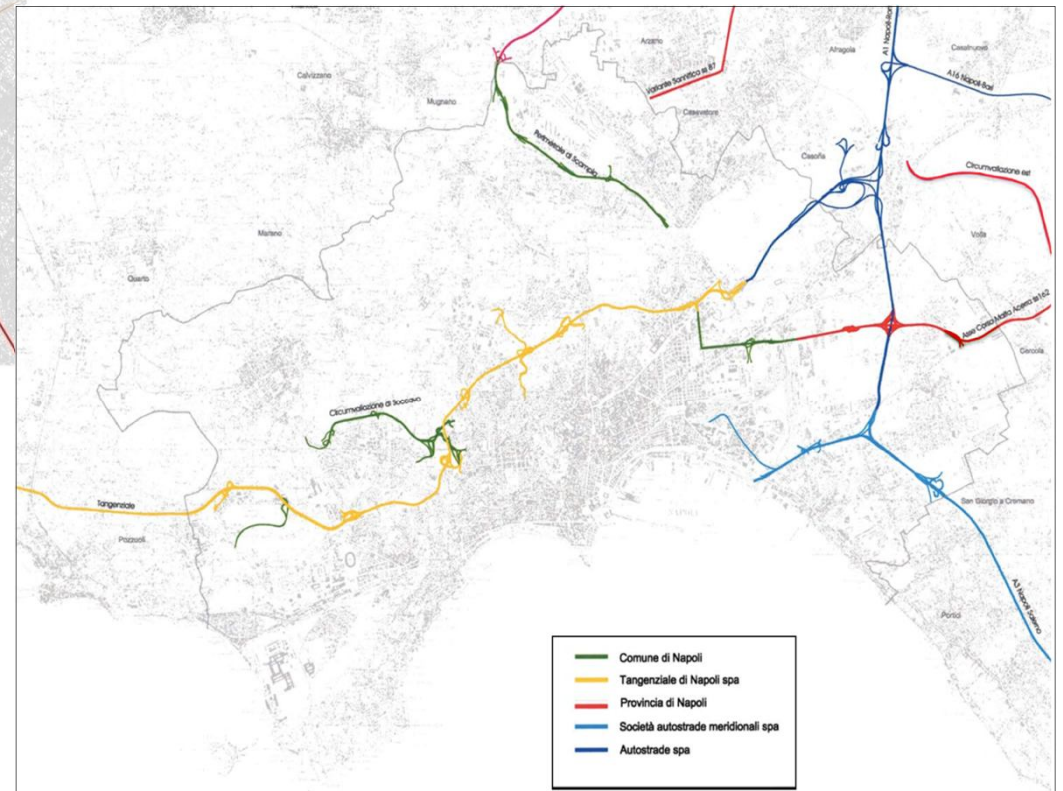 A1 Napoli-Rom
Arzano
Afragola
Casalnuovo
Calvizzano
Variante Sannitica ss 87
A16 Napoli-Bari
Mugnano
Casavatore
Perimetrale di Scampia
Casoria
Circumvallazione est
Marano
Volla
Quarto
Asse Corso Malta Acerra ss162
Cercola
Circumvallazione di Soccavo
Tangenziale
San Giorgio a Cremano
Pozzuoli
NAPOLI
A3 Napoli Salerno
Portici
Comune di Napoli
Tangenziale di Napoli spa
Provincia di Napoli
Società autostrade meridionali spa
Autostrade spa